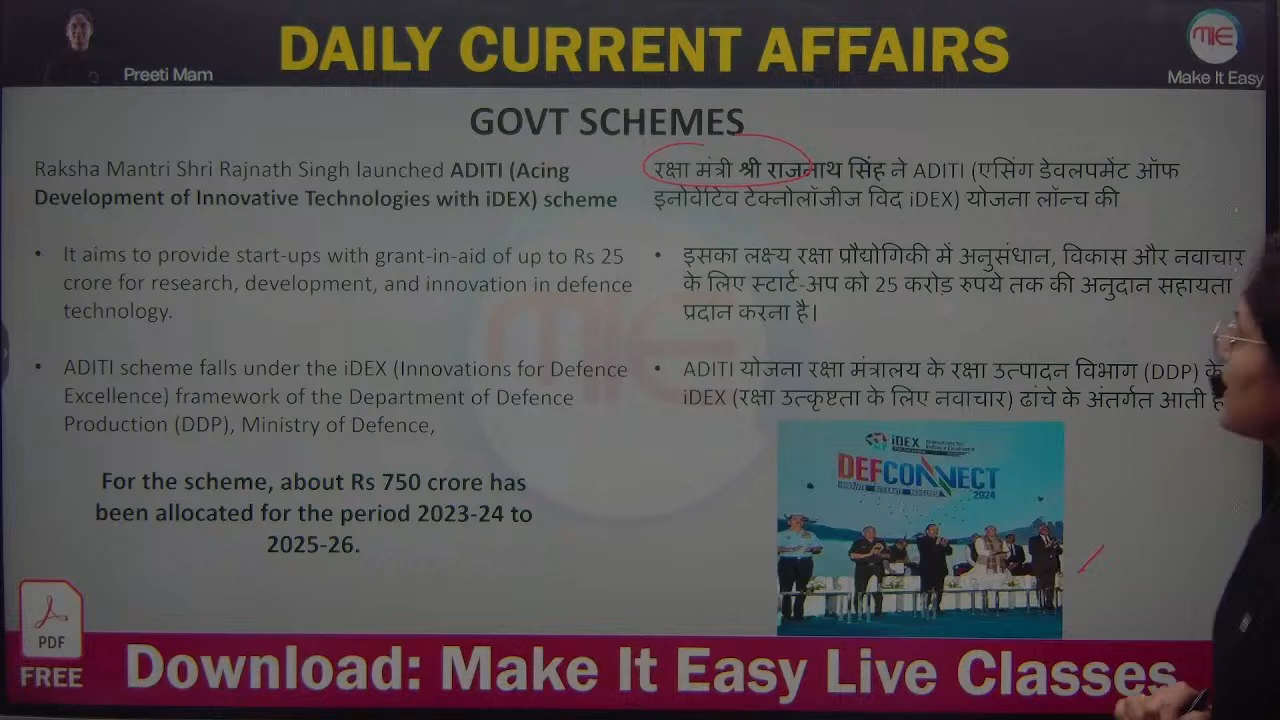 DAILY CURRENT AFFAIRS
Preeti Mam
MIE
Make It Easy
GOVT SCHEMES
Raksha Mantri Shri Rajnath Singh launched ADITI (Acing
Development of Innovative Technologies with iDEX) scheme
• It aims to provide start-ups with grant-in-aid of up to Rs 25
crore for research, development, and innovation in defence
technology.
• ADITI scheme falls under the iDEX (Innovations for Defence
Excellence) framework of the Department of Defence
Production (DDP), Ministry of Defence,
For the scheme, about Rs 750 crore has
been allocated for the period 2023-24 to
2025-26.
रक्षा मंत्री श्री राजनाथ सिंह ने ADITI (एसिंग डेवलपमेंट ऑफ
इनोवेटिव टेक्नोलॉजीज विद iDEX) योजना लॉन्च की
• इसका लक्ष्य रक्षा प्रौयोगिकी में अनुसंधान, विकास और नवाचार
के लिए स्टार्ट-अप को 25 करोड़ रुपये तक की अनुदान सहायता
प्रदान करना है।
• ADITI योजना रक्षा मंत्रालय के रक्षा उत्पादन विभाग (DDP) के
iDEX (रक्षा उत्कृष्टता के लिए नवाचार) ढांचे के अंतर्गत आती
iDEX
DEFCONNECT
2024
PDF
FREE
Download: Make It Easy Live Classes